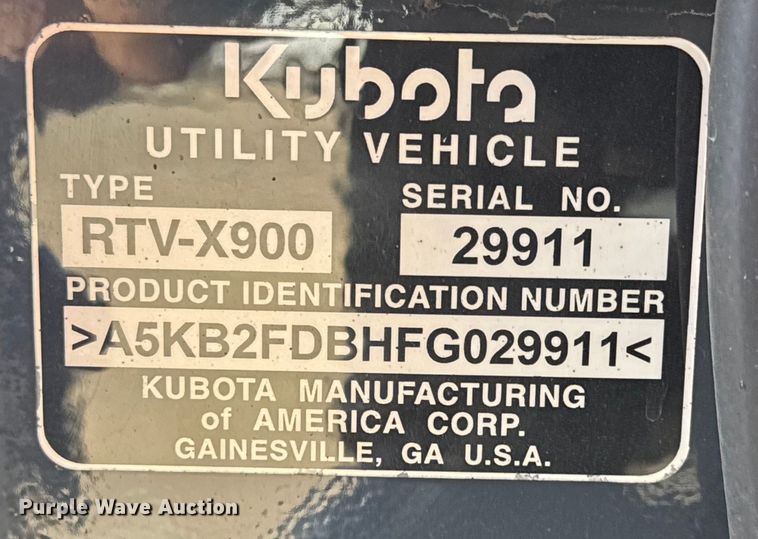 Kubota
UTILITY VEHICLE
TYPE SERIAL NO.
RTV-X900 29911
PRODUCT IDENTIFICATION NUMBER
>A5KB2FDBHFG029911<
KUBOTA MANUFACTURING
of AMERICA CORP.
GAINESVILLE, GA U.S.A.
Purple Wave Auction